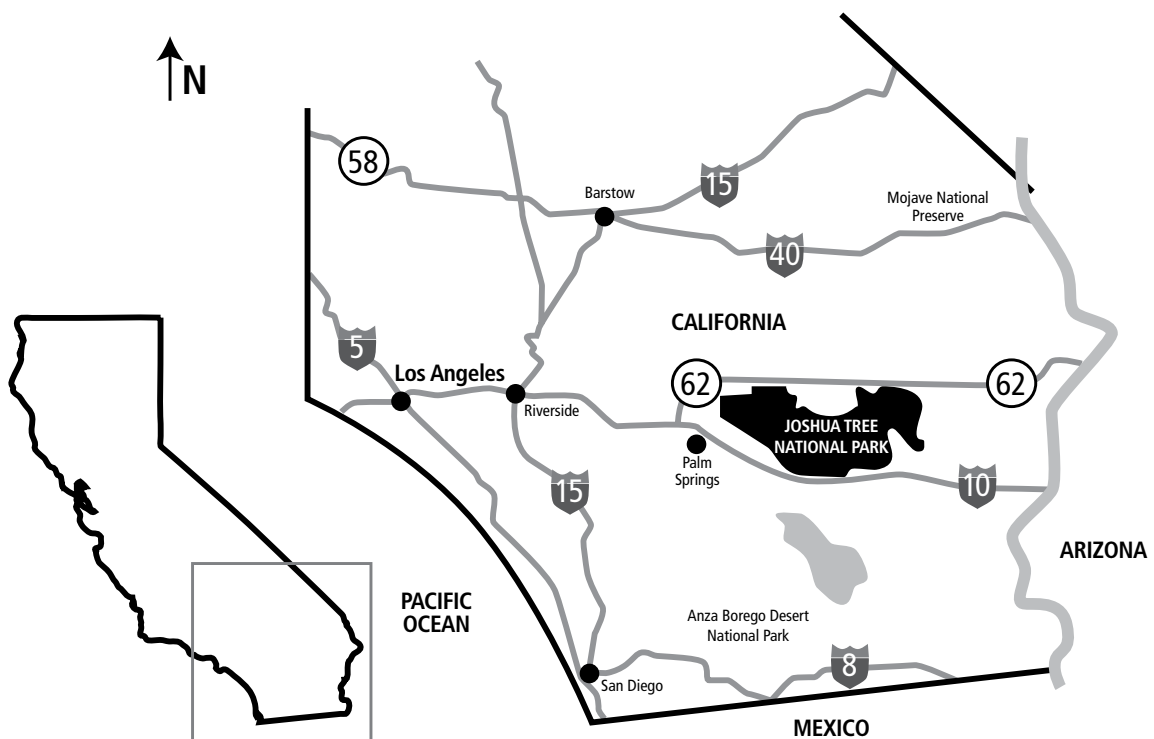 N
58
15
Barstow
Mojave National
Preserve
40
CALIFORNIA
5
Los Angeles
62
62
Riverside
JOSHUA TREE
NATIONAL PARK
Palm
Springs
15
10
ARIZONA
PACIFIC
OCEAN
Anza Borego Desert
National Park
8
San Diego
MEXICO